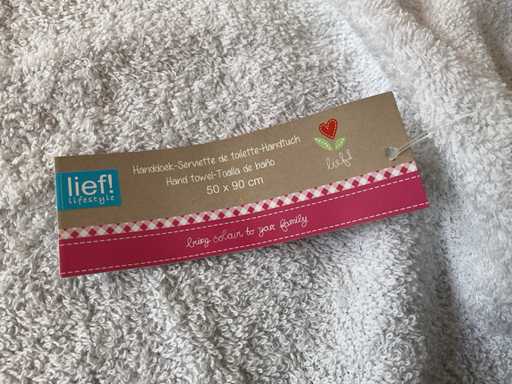 lief!
lifestyle
Handdoek-Serviette de toilette-Handtuch
Hand towel-Toalla de baño
50 x 90 cm
lief!
bring colour to your family